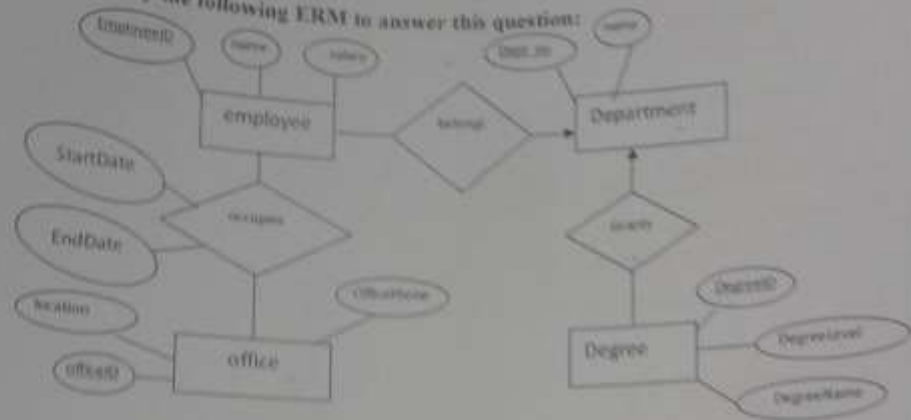 the following ERM to answer this question:
EmployeeID
name
salary
Dept_no
name
employee
belongs
Department
StartDate
occupies
EndDate
location
OfficePhone
officeID
office
DegreeID
Degree
DegreeLevel
DegreeName